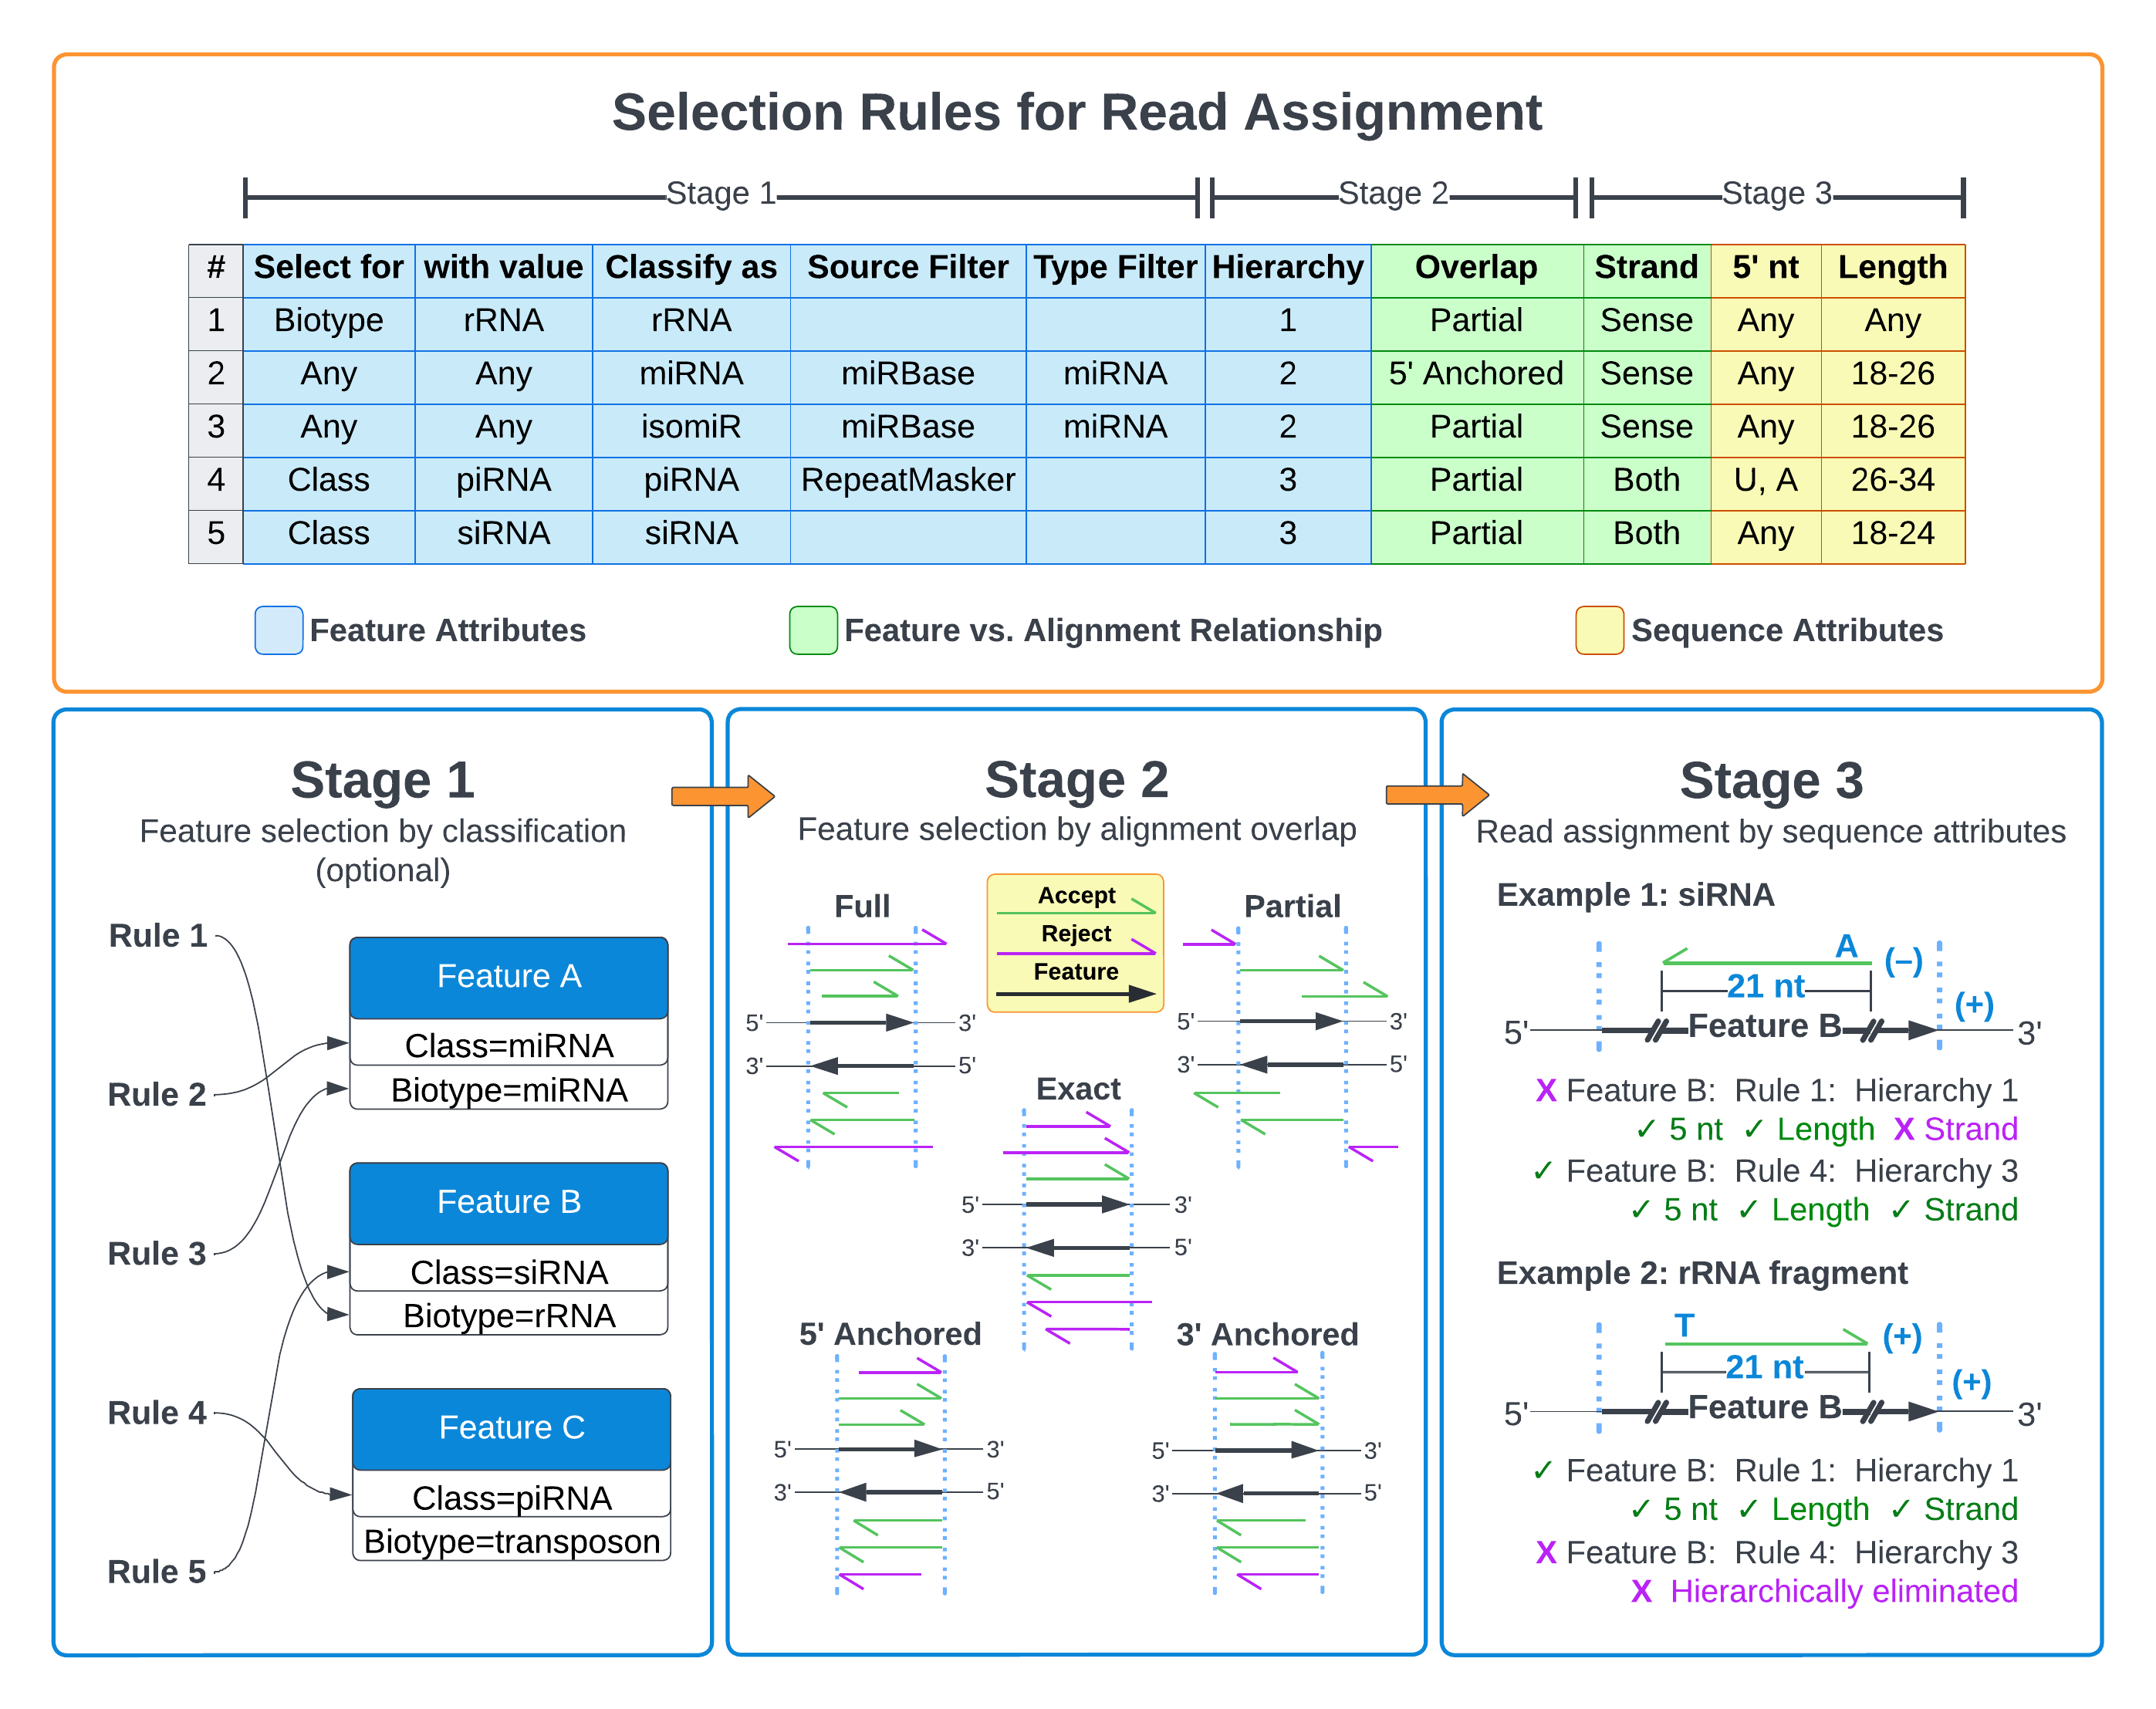 Selection Rules for Read Assignment
Stage 1 Stage 2 Stage 3
# Select for with value Classify as Source Filter Type Filter Hierarchy Overlap Strand 5' nt Length
1 Biotype rRNA rRNA 1 Partial Sense Any Any
2 Any Any miRNA miRBase miRNA 2 5' Anchored Sense Any 18-26
3 Any Any isomiR miRBase miRNA 2 Partial Sense Any 18-26
4 Class piRNA piRNA RepeatMasker 3 Partial Both U, A 26-34
5 Class siRNA siRNA 3 Partial Both Any 18-24
Feature Attributes Feature vs. Alignment Relationship Sequence Attributes
Stage 1
Feature selection by classification
(optional)
Rule 1
Rule 2
Rule 3
Rule 4
Rule 5
Feature A
Class=miRNA
Biotype=miRNA
Feature B
Class=siRNA
Biotype=rRNA
Feature C
Class=piRNA
Biotype=transposon
Stage 2
Feature selection by alignment overlap
Full
5' 3'
3' 5'
Accept
Reject
Feature
Partial
5' 3'
3' 5'
Exact
5' 3'
3' 5'
5' Anchored
5' 3'
3' 5'
3' Anchored
5' 3'
3' 5'
Stage 3
Read assignment by sequence attributes
Example 1: siRNA
A (–)
21 nt (+)
5' Feature B 3'
X Feature B: Rule 1: Hierarchy 1
✓ 5 nt ✓ Length X Strand
✓ Feature B: Rule 4: Hierarchy 3
✓ 5 nt ✓ Length ✓ Strand
Example 2: rRNA fragment
T (+)
21 nt (+)
5' Feature B 3'
✓ Feature B: Rule 1: Hierarchy 1
✓ 5 nt ✓ Length ✓ Strand
X Feature B: Rule 4: Hierarchy 3
X Hierarchically eliminated